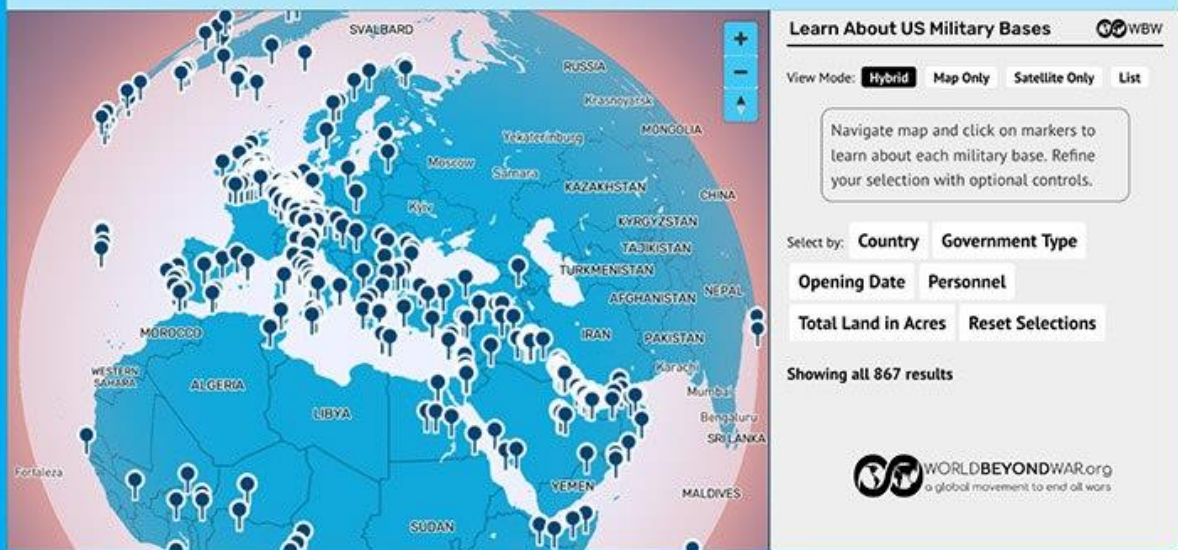 SVALBARD
RUSSIA
Krasnoyarsk
MONGOLIA
Yekaterinburg
Moscow
Samara
KAZAKHSTAN
CHINA
Kyiv
KYRGYZSTAN
TAJIKISTAN
TURKMENISTAN
AFGHANISTAN
NEPAL
MOROCCO
IRAN
PAKISTAN
Karachi
WESTERN
SAHARA
ALGERIA
LIBYA
Mumbai
Bengaluru
SRI LANKA
Fortaleza
YEMEN
MALDIVES
SUDAN
+
−
Learn About US Military Bases
WBW
View Mode: Hybrid Map Only Satellite Only List
Navigate map and click on markers to
learn about each military base. Refine
your selection with optional controls.
Select by: Country Government Type
Opening Date Personnel
Total Land in Acres Reset Selections
Showing all 867 results
WORLDBEYONDWAR.org
a global movement to end all wars